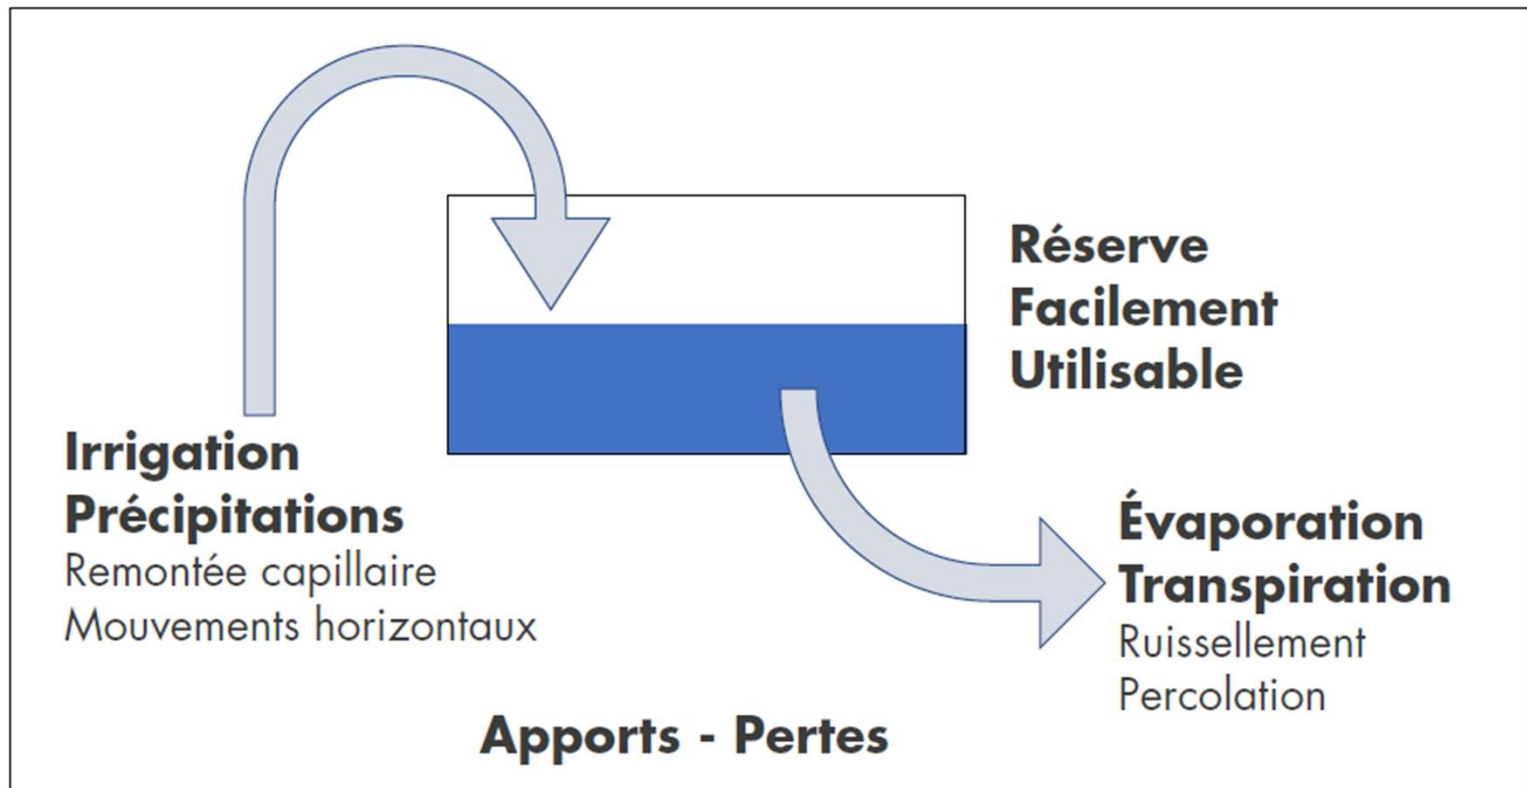 Réserve
Facilement
Utilisable
Irrigation
Précipitations
Remontée capillaire
Mouvements horizontaux
Évaporation
Transpiration
Ruissellement
Percolation
Apports - Pertes